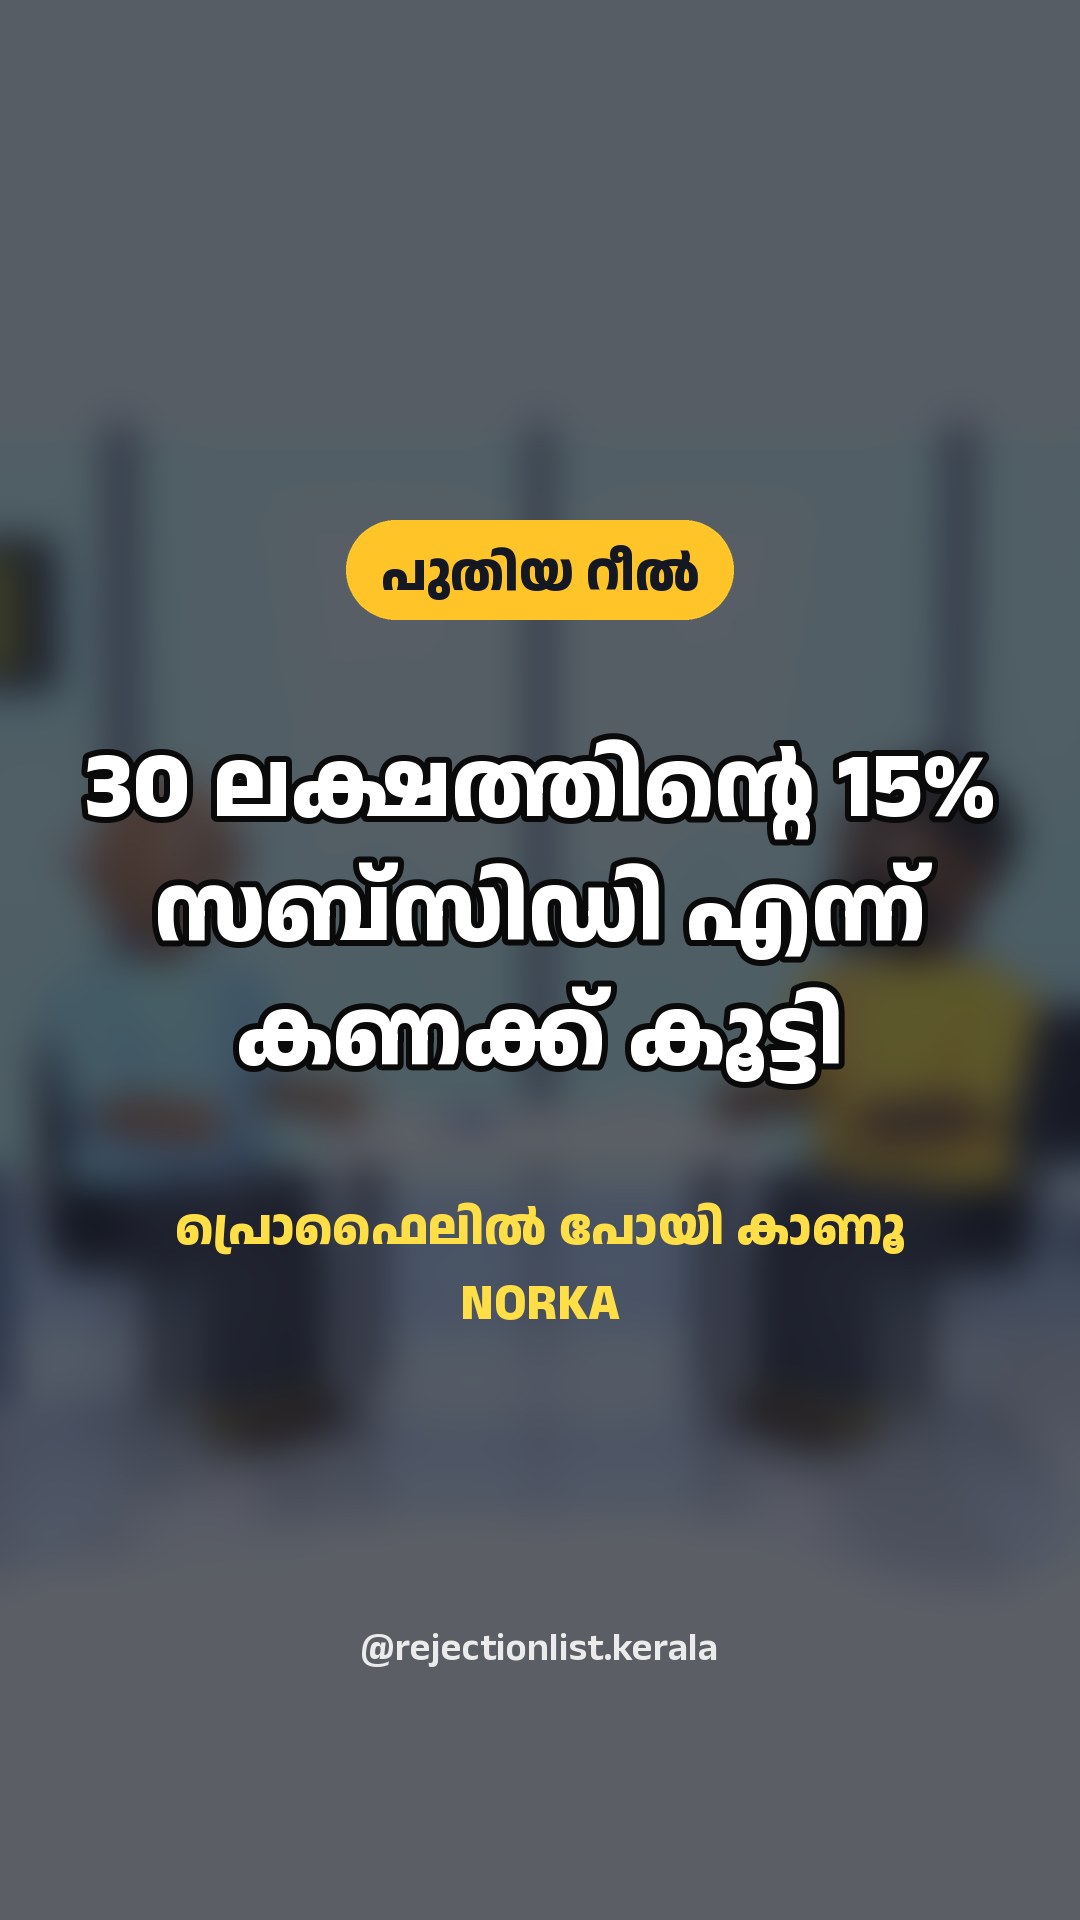 പുതിയ റീൽ
30 ലക്ഷത്തിന്റെ 15%
സബ്സിഡി എന്ന്
കണക്ക് കൂട്ടി
പ്രൊഫൈലിൽ പോയി കാണൂ
NORKA
@rejectionlist.kerala